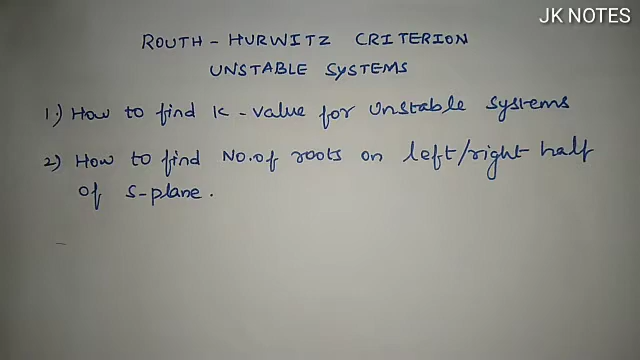 JK NOTES
ROUTH - HURWITZ CRITERION
UNSTABLE SYSTEMS
1.) How to find K-value for Unstable systems
2) How to find No.of roots on left/right half
of S-plane.